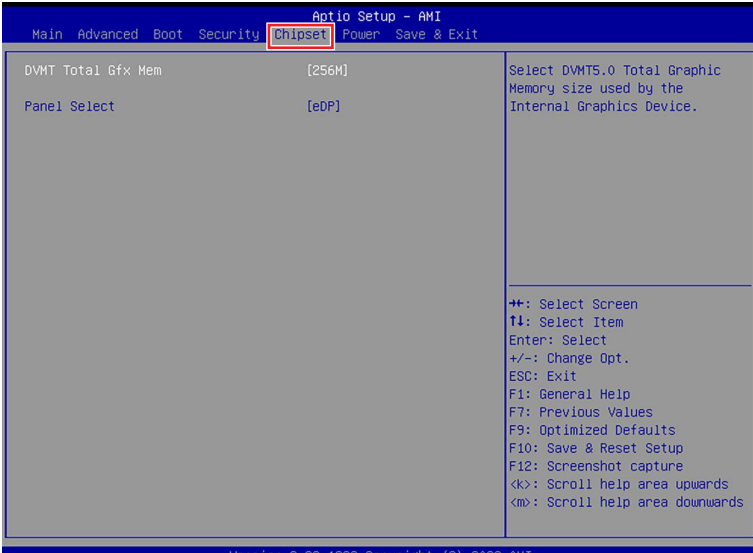 Aptio Setup – AMI
Main Advanced Boot Security Chipset Power Save & Exit
DVMT Total Gfx Mem [256M]
Panel Select [eDP]
Select DVMT5.0 Total Graphic
Memory size used by the
Internal Graphics Device.
→←: Select Screen
↑↓: Select Item
Enter: Select
+/-: Change Opt.
ESC: Exit
F1: General Help
F7: Previous Values
F9: Optimized Defaults
F10: Save & Reset Setup
F12: Screenshot capture
<k>: Scroll help area upwards
<m>: Scroll help area downwards